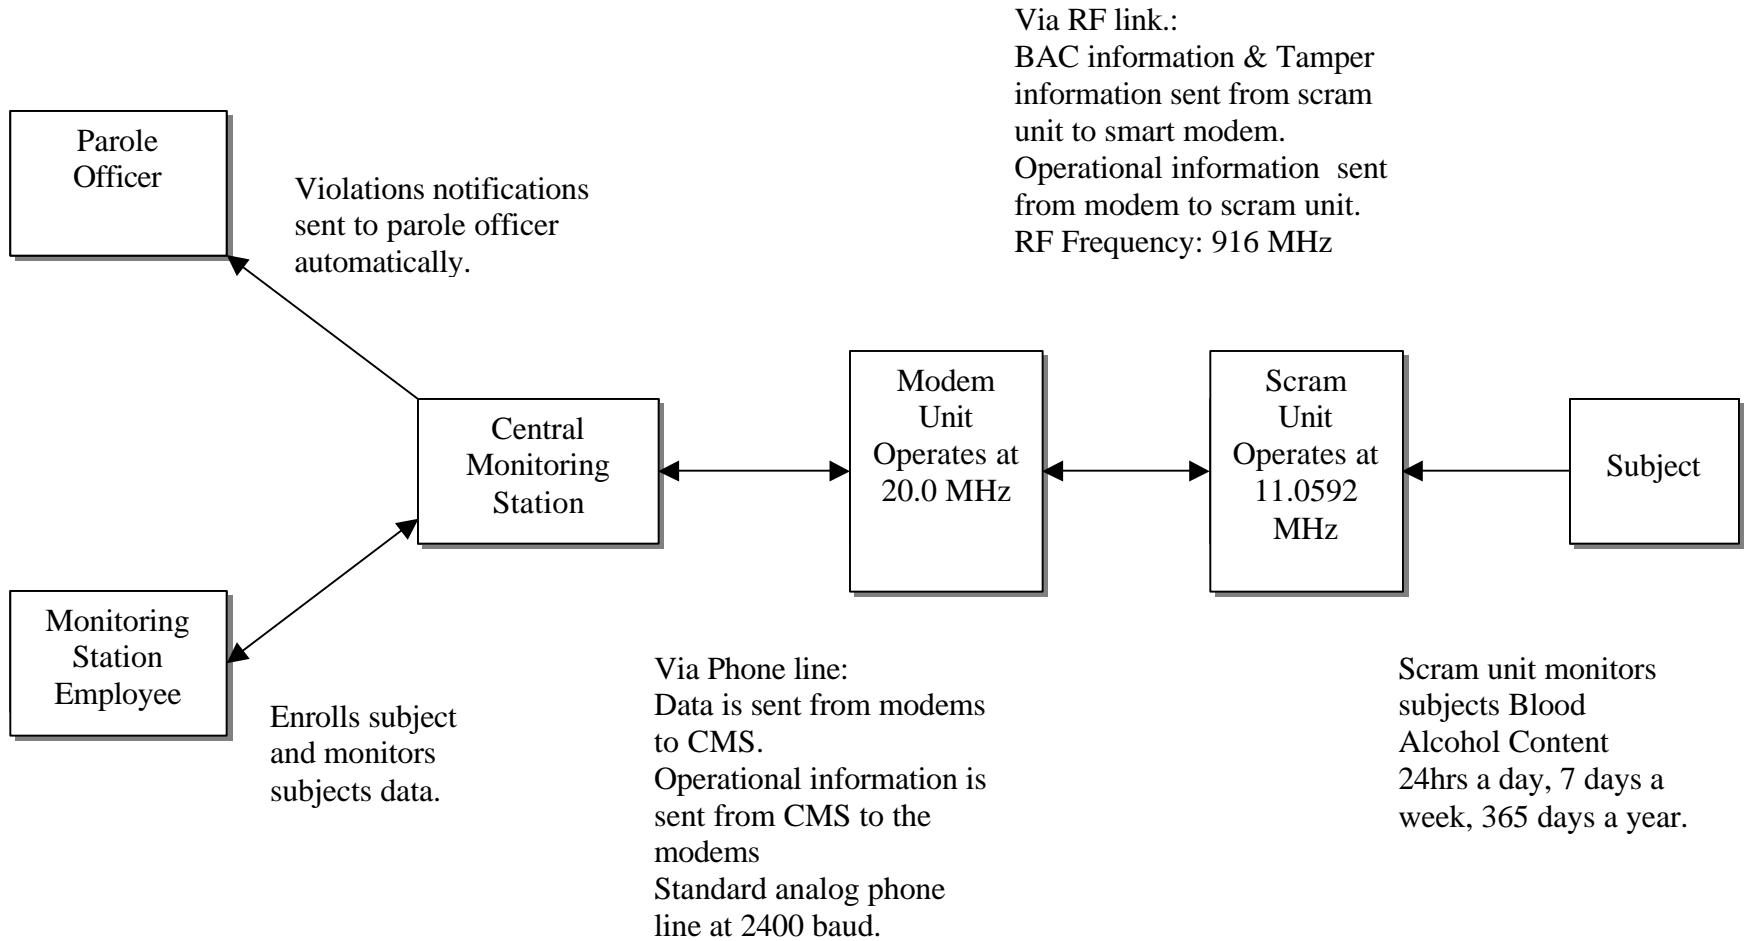 Via RF link.:
BAC information & Tamper
information sent from scram
unit to smart modem.
Operational information  sent
from modem to scram unit.
RF Frequency: 916 MHz
Parole
Officer
Violations notifications
sent to parole officer
automatically.
Central
Monitoring
Station
Modem
Unit
Operates at
20.0 MHz
Scram
Unit
Operates at
11.0592
MHz
Subject
Monitoring
Station
Employee
Enrolls subject
and monitors
subjects data.
Via Phone line:
Data is sent from modems
to CMS.
Operational information is
sent from CMS to the
modems
Standard analog phone
line at 2400 baud.
Scram unit monitors
subjects Blood
Alcohol Content
24hrs a day, 7 days a
week, 365 days a year.